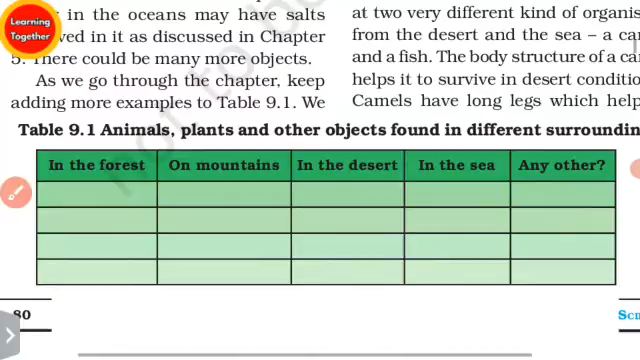 Learning
Together
in the oceans may have salts
ved in it as discussed in Chapter
5. There could be many more objects.
As we go through the chapter, keep
adding more examples to Table 9.1. We
at two very different kind of organis
from the desert and the sea – a ca
and a fish. The body structure of a ca
helps it to survive in desert conditio
Camels have long legs which help
Table 9.1 Animals, plants and other objects found in different surroundin
In the forest On mountains In the desert In the sea Any other?
not to be
80
SCI